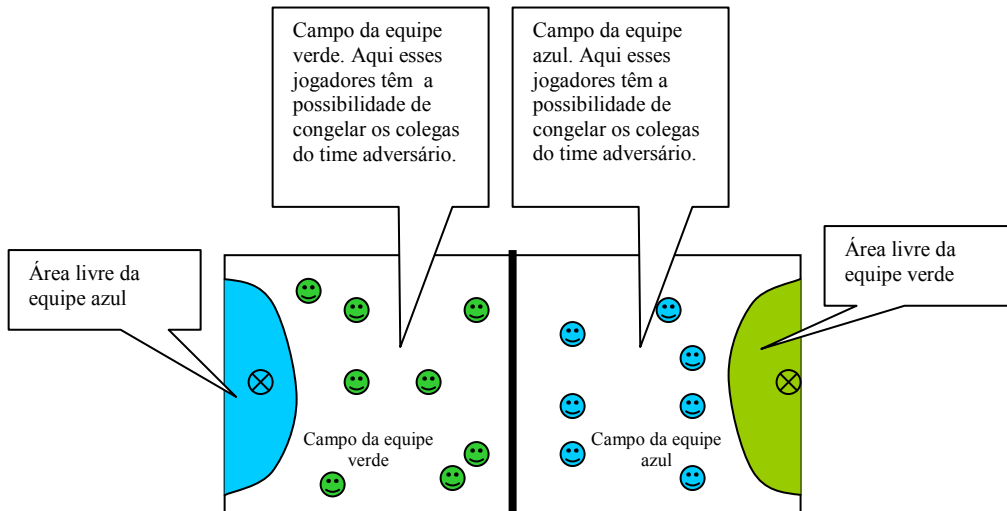 Campo da equipe
verde. Aqui esses
jogadores têm a
possibilidade de
congelar os colegas
do time adversário.
Campo da equipe
azul. Aqui esses
jogadores têm a
possibilidade de
congelar os colegas
do time adversário.
Área livre da
equipe azul
Área livre da
equipe verde
Campo da equipe
verde
Campo da equipe
azul